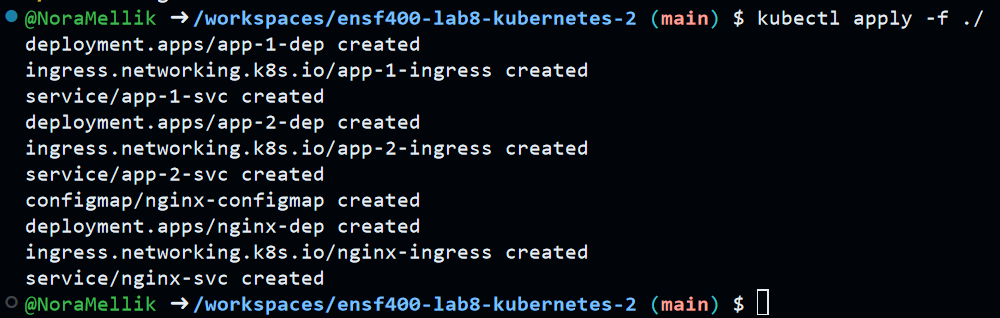 @NoraMellik ➜/workspaces/ensf400-lab8-kubernetes-2 (main) $ kubectl apply -f ./
deployment.apps/app-1-dep created
ingress.networking.k8s.io/app-1-ingress created
service/app-1-svc created
deployment.apps/app-2-dep created
ingress.networking.k8s.io/app-2-ingress created
service/app-2-svc created
configmap/nginx-configmap created
deployment.apps/nginx-dep created
ingress.networking.k8s.io/nginx-ingress created
service/nginx-svc created
@NoraMellik ➜/workspaces/ensf400-lab8-kubernetes-2 (main) $